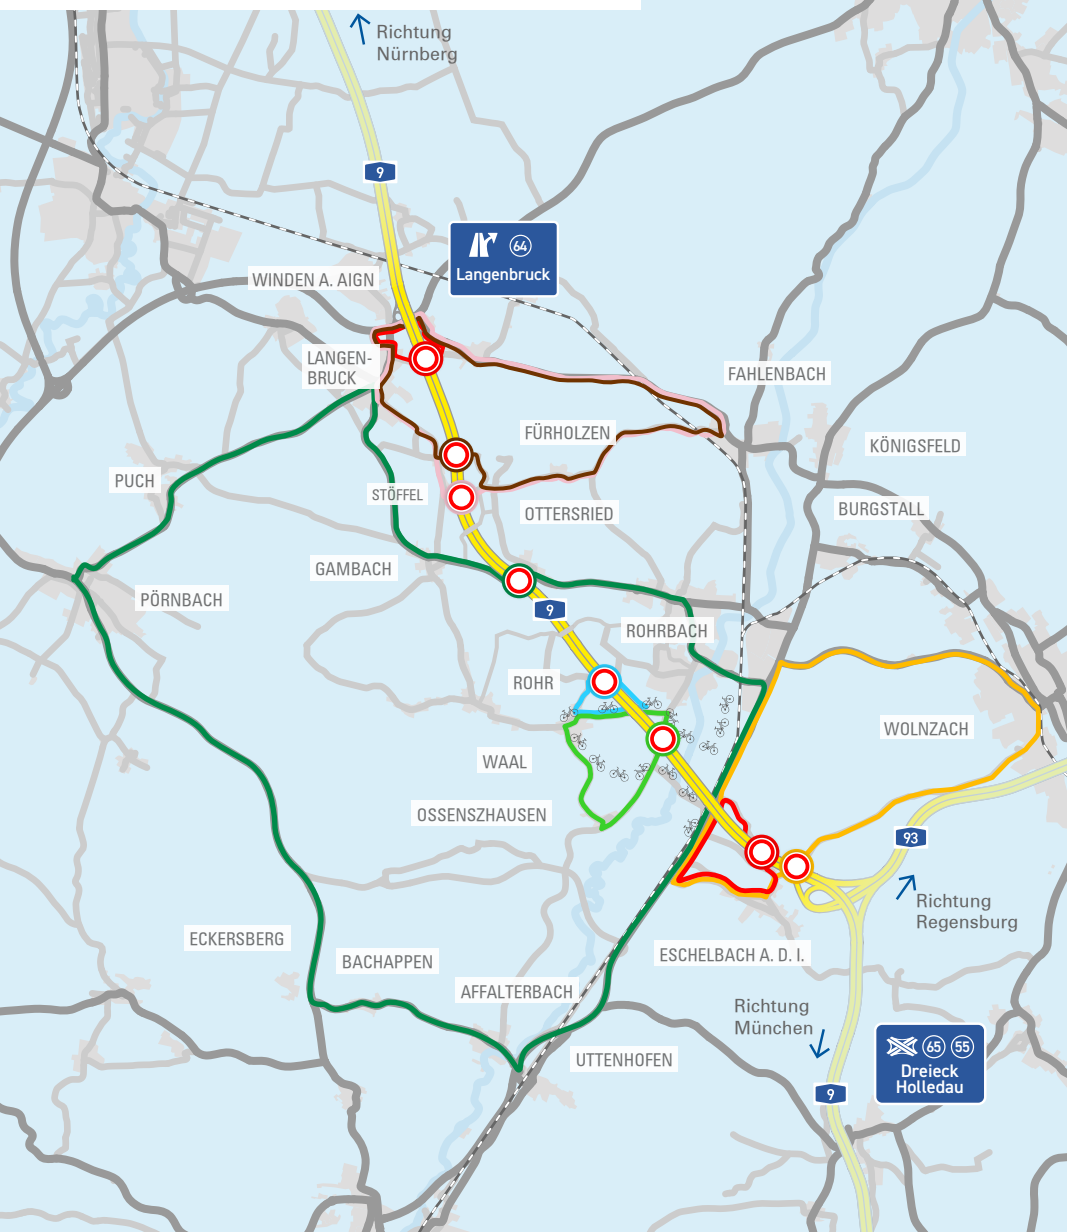 Richtung
Nürnberg
9
64
Langenbruck
WINDEN A. AIGN
LANGEN-
BRUCK
FAHLENBACH
FÜRHOLZEN
KÖNIGSFELD
PUCH
STÖFFEL
OTTERSRIED
BURGSTALL
GAMBACH
PÖRNBACH
9
ROHRBACH
ROHR
WOLNZACH
WAAL
OSSENSZHAUSEN
93
Richtung
Regensburg
ECKERSBERG
BACHAPPEN
ESCHELBACH A. D. I.
AFFALTERBACH
Richtung
München
UTTENHOFEN
65 55
Dreieck
Holledau
9